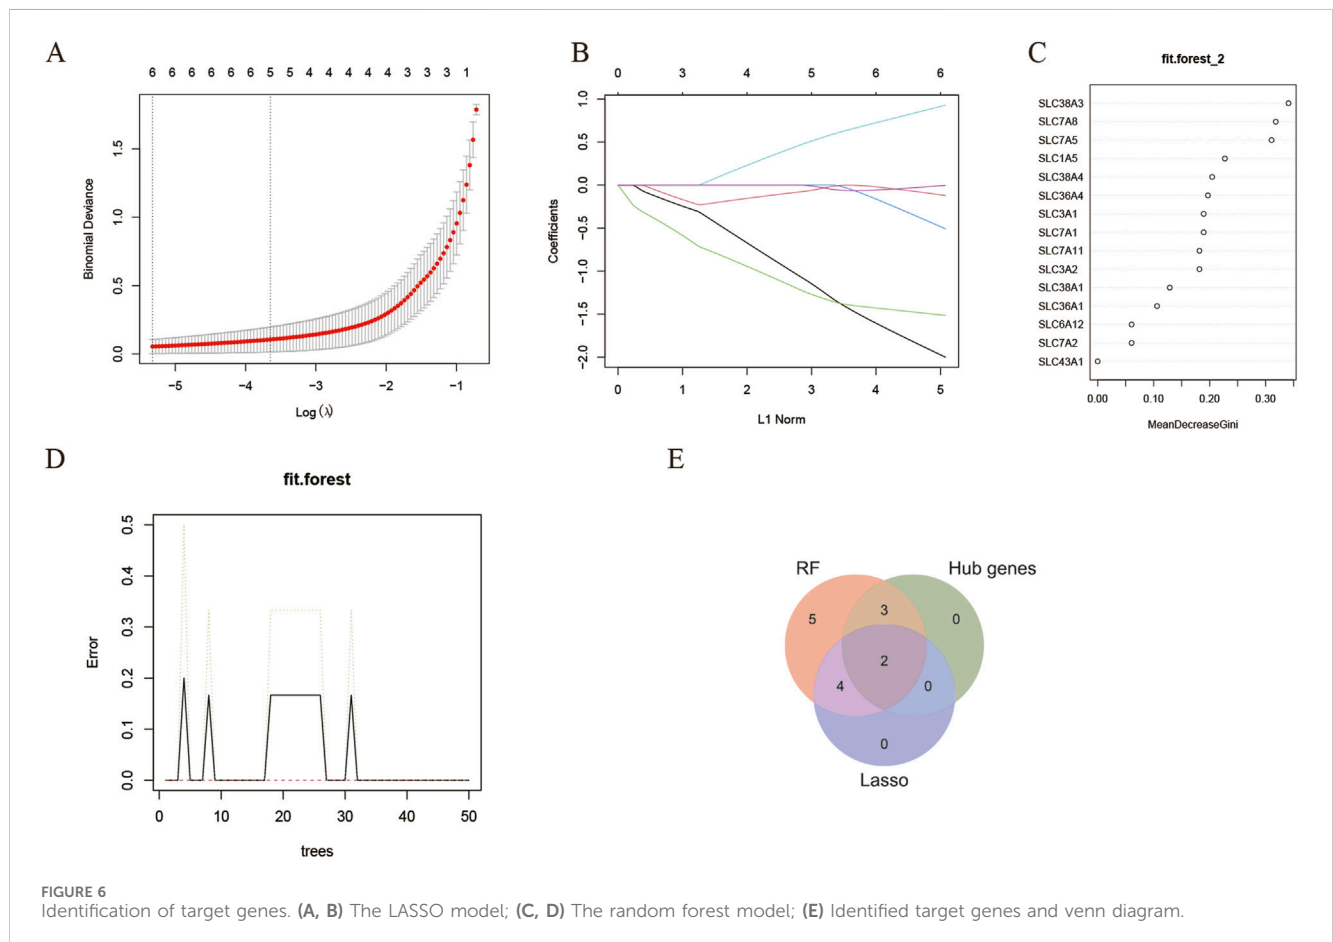 A
6 6 6 6 6 6 5 5 4 4 4 4 4 3 3 3 1
Binomial Deviance
1.5
1.0
0.5
0.0
−5 −4 −3 −2 −1
Log (λ)
B
0 3 4 5 6 6
Coefficients
1.0
0.5
0.0
−0.5
−1.0
−1.5
−2.0
0 1 2 3 4 5
L1 Norm
C
fit.forest_2
SLC38A3
SLC7A8
SLC7A5
SLC1A5
SLC38A4
SLC36A4
SLC3A1
SLC7A1
SLC7A11
SLC3A2
SLC38A1
SLC36A1
SLC6A12
SLC7A2
SLC43A1
0.00 0.10 0.20 0.30
MeanDecreaseGini
D
fit.forest
Error
0.5
0.4
0.3
0.2
0.1
0.0
0 10 20 30 40 50
trees
E
RF Hub genes
5 3 0
2
4 0
0
Lasso
FIGURE 6
Identification of target genes. (A, B) The LASSO model; (C, D) The random forest model; (E) Identified target genes and venn diagram.